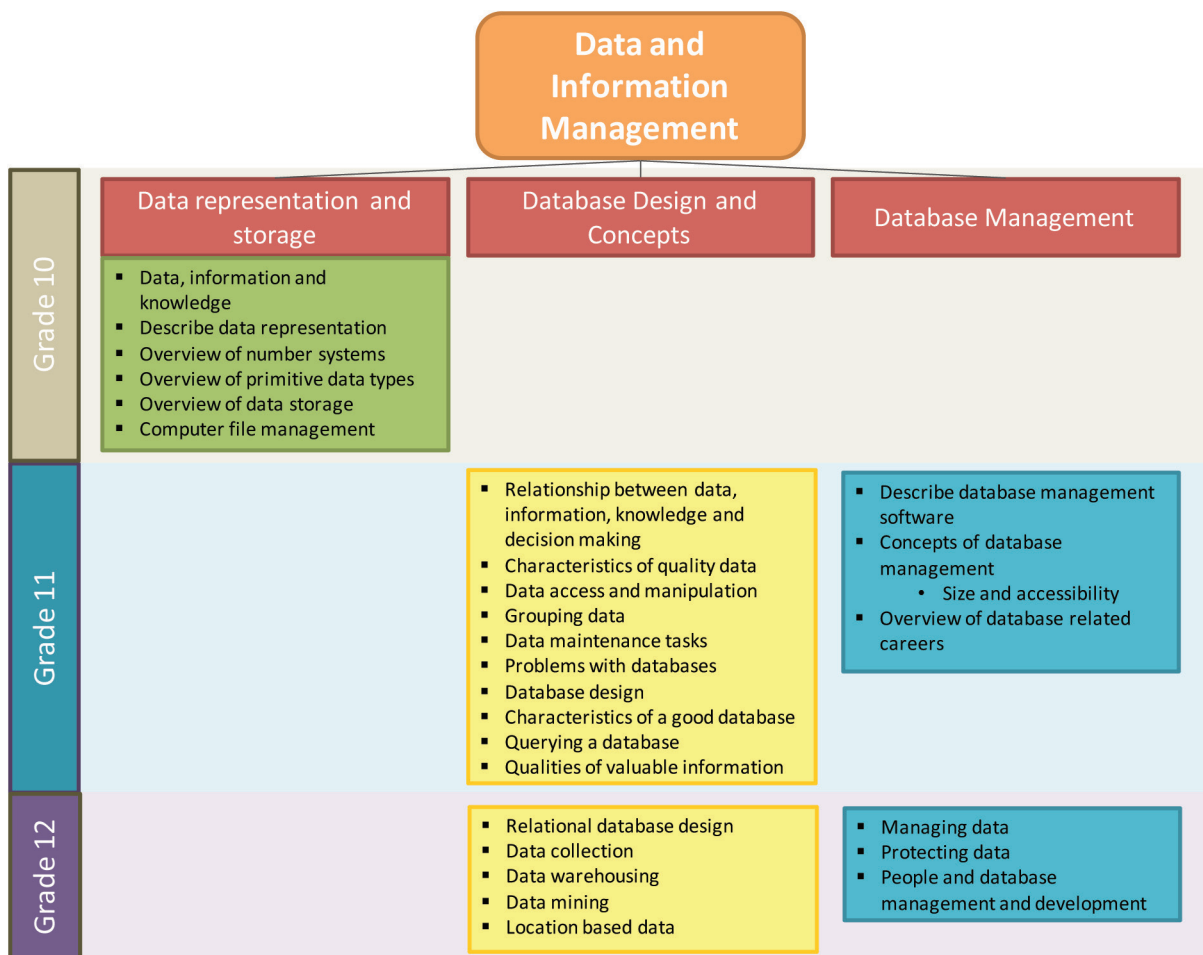 Data and
Information
Management
Grade 10
Data representation and
storage
Database Design and
Concepts
Database Management
▪ Data, information and
knowledge
▪ Describe data representation
▪ Overview of number systems
▪ Overview of primitive data types
▪ Overview of data storage
▪ Computer file management
Grade 11
▪ Relationship between data,
information, knowledge and
decision making
▪ Characteristics of quality data
▪ Data access and manipulation
▪ Grouping data
▪ Data maintenance tasks
▪ Problems with databases
▪ Database design
▪ Characteristics of a good database
▪ Querying a database
▪ Qualities of valuable information
▪ Describe database management
software
▪ Concepts of database
management
• Size and accessibility
▪ Overview of database related
careers
Grade 12
▪ Relational database design
▪ Data collection
▪ Data warehousing
▪ Data mining
▪ Location based data
▪ Managing data
▪ Protecting data
▪ People and database
management and development